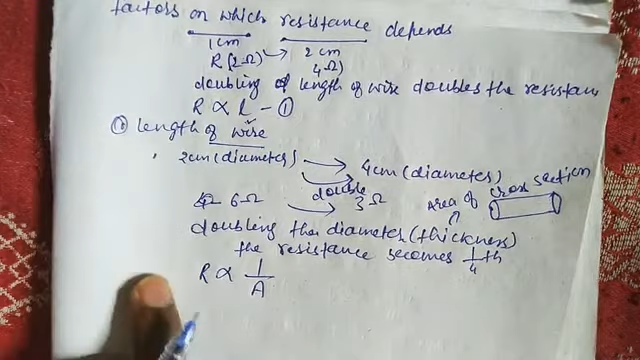 factors on which resistance depends
1cm → 2 cm
R(2Ω) 4Ω)
doubling of length of wire doubles the resistan
R ∝ l - ①
① length of wire
2cm (diameter) → 4cm (diameter)
double
6Ω → 3Ω
Area of cross section
doubling the diameter (thickness)
the resistance becomes 1/4 th
R ∝ 1/A